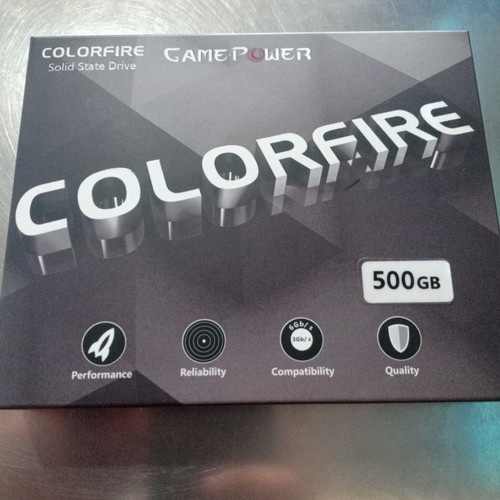 COLORFIRE GAMEPOWER
Solid State Drive
COLORFIRE
500GB
6Gb/s
3Gb/s
Performance Reliability Compatibility Quality